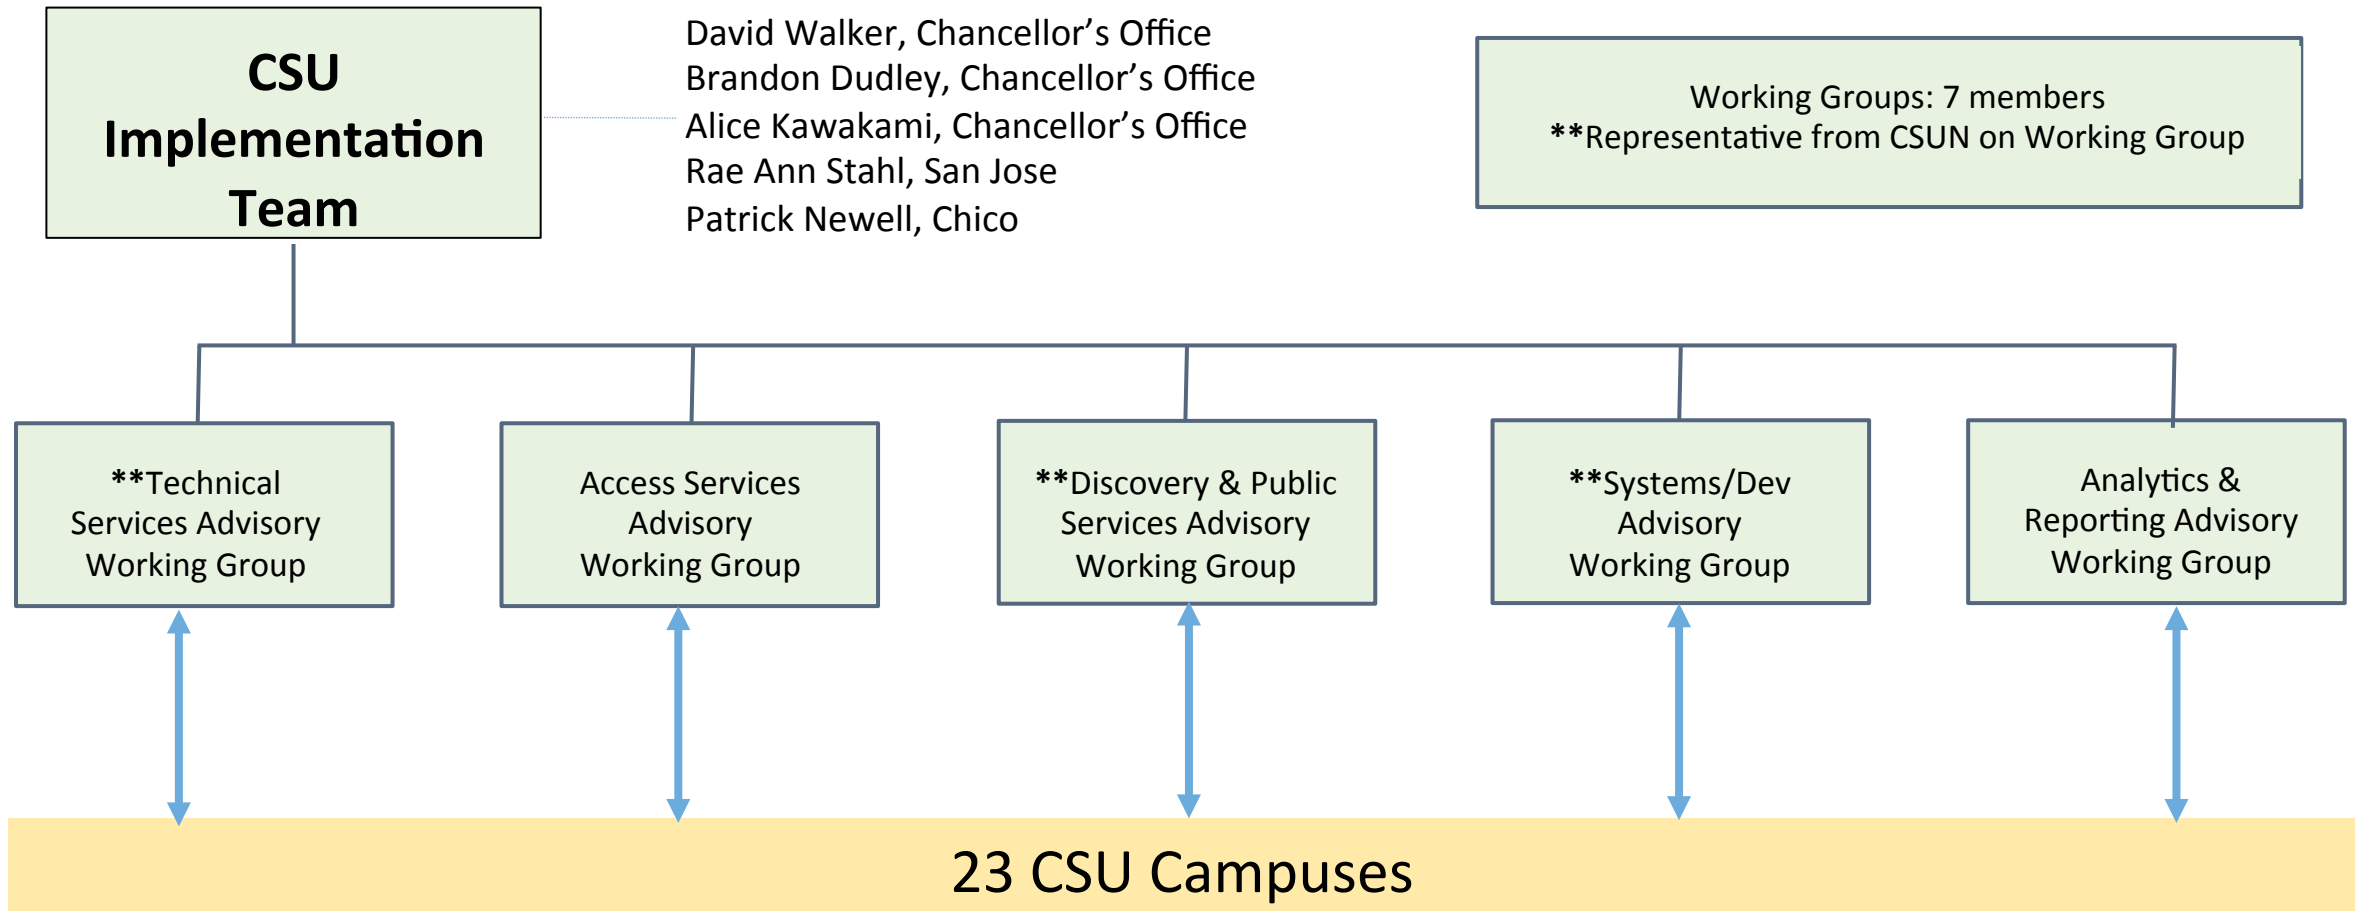 CSU
Implementation
Team
David Walker, Chancellor’s Office
Brandon Dudley, Chancellor’s Office
Alice Kawakami, Chancellor’s Office
Rae Ann Stahl, San Jose
Patrick Newell, Chico
Working Groups: 7 members
**Representative from CSUN on Working Group
**Technical
Services Advisory
Working Group
Access Services
Advisory
Working Group
**Discovery & Public
Services Advisory
Working Group
**Systems/Dev
Advisory
Working Group
Analytics &
Reporting Advisory
Working Group
23 CSU Campuses